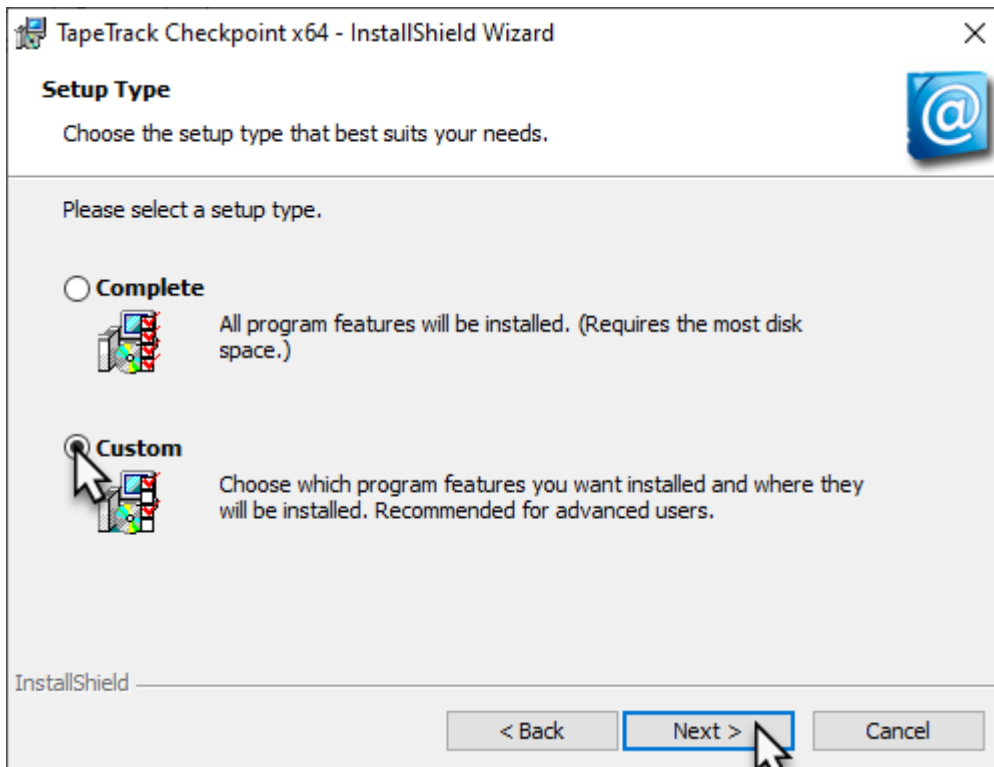 TapeTrack Checkpoint x64 - InstallShield Wizard
Setup Type
Choose the setup type that best suits your needs.
@
Please select a setup type.
Complete
All program features will be installed. (Requires the most disk
space.)
Custom
Choose which program features you want installed and where they
will be installed. Recommended for advanced users.
InstallShield
< Back
Next >
Cancel